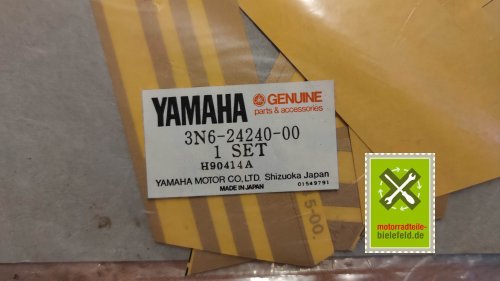 YAMAHA
GENUINE
parts & accessories
3N6-24240-00
1 SET
H90414A
YAMAHA MOTOR CO., LTD. Shizuoka Japan
MADE IN JAPAN
01549791
5-00.
motorradteile-
bielefeld.de